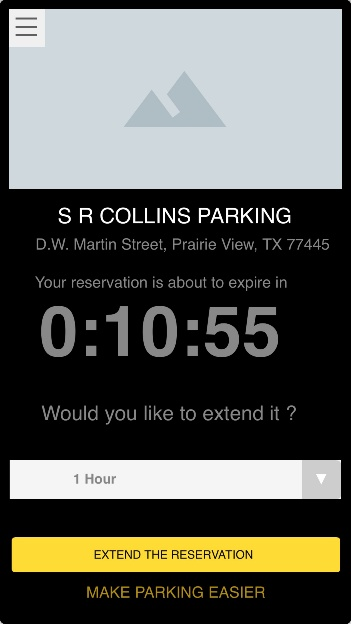 S R COLLINS PARKING
D.W. Martin Street, Prairie View, TX 77445
Your reservation is about to expire in
0:10:55
Would you like to extend it ?
1 Hour
EXTEND THE RESERVATION
MAKE PARKING EASIER